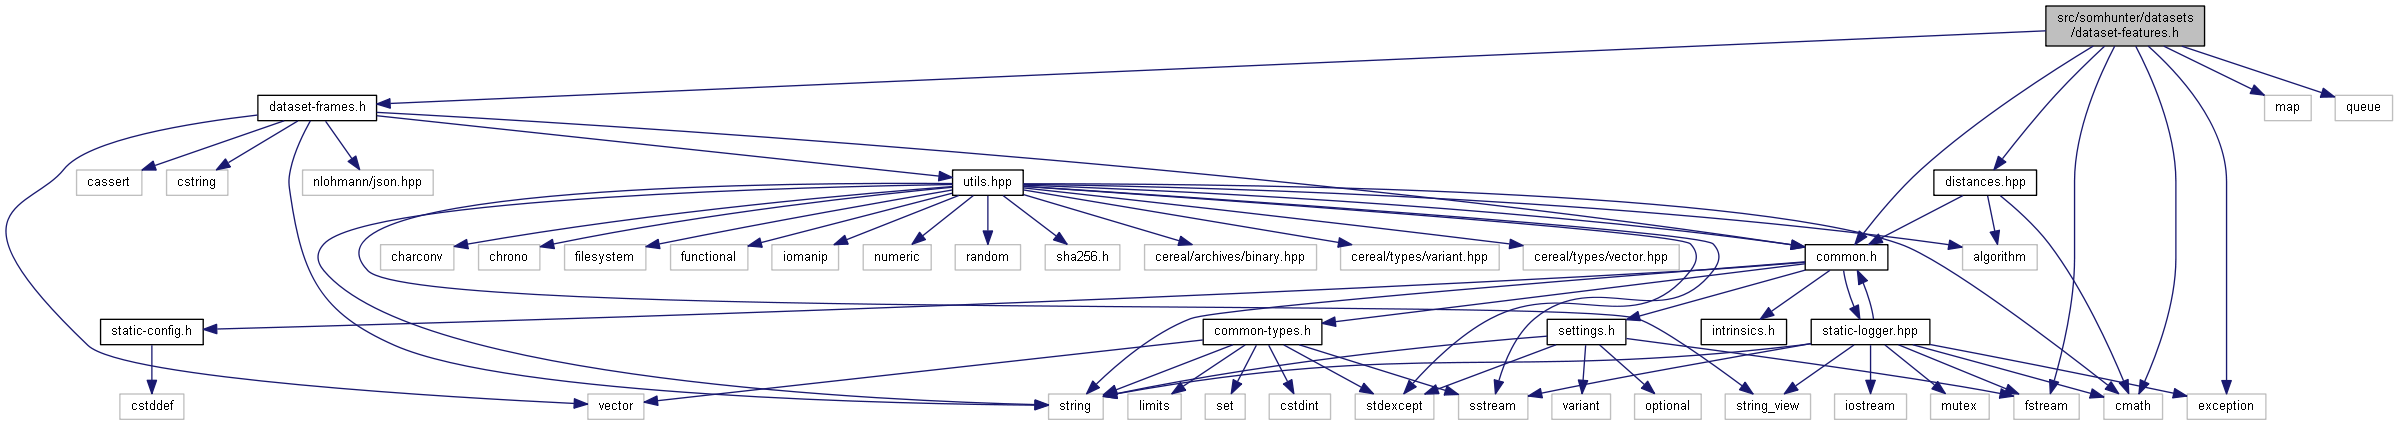 src/somhunter/datasets
/dataset-features.h
dataset-frames.h
map
queue
cassert
cstring
nlohmann/json.hpp
utils.hpp
distances.hpp
charconv
chrono
filesystem
functional
iomanip
numeric
random
sha256.h
cereal/archives/binary.hpp
cereal/types/variant.hpp
cereal/types/vector.hpp
common.h
algorithm
static-config.h
common-types.h
settings.h
intrinsics.h
static-logger.hpp
cstddef
vector
string
limits
set
cstdint
stdexcept
sstream
variant
optional
string_view
iostream
mutex
fstream
cmath
exception